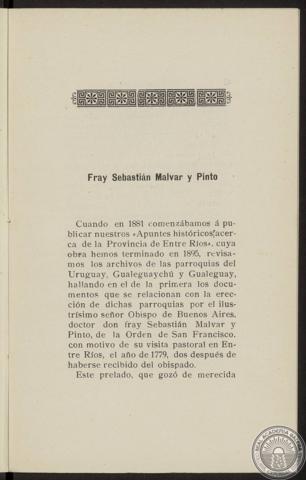 Fray Sebastián Malvar y Pinto
Cuando en 1881 comenzábamos á pu-
blicar nuestros «Apuntes históricos acer-
ca de la Provincia de Entre Ríos», cuya
obra hemos terminado en 1895, revisa-
mos los archivos de las parroquias del
Uruguay, Gualeguaychú y Gualeguay,
hallando en el de la primera los docu-
mentos que se relacionan con la erec-
ción de dichas parroquias por el ilus-
trísimo señor Obispo de Buenos Aires,
doctor don fray Sebastián Malvar y
Pinto, de la Orden de San Francisco,
con motivo de su visita pastoral en En-
tre Ríos, el año de 1779, dos después de
haberse recibido del obispado.
Este prelado, que gozó de merecida